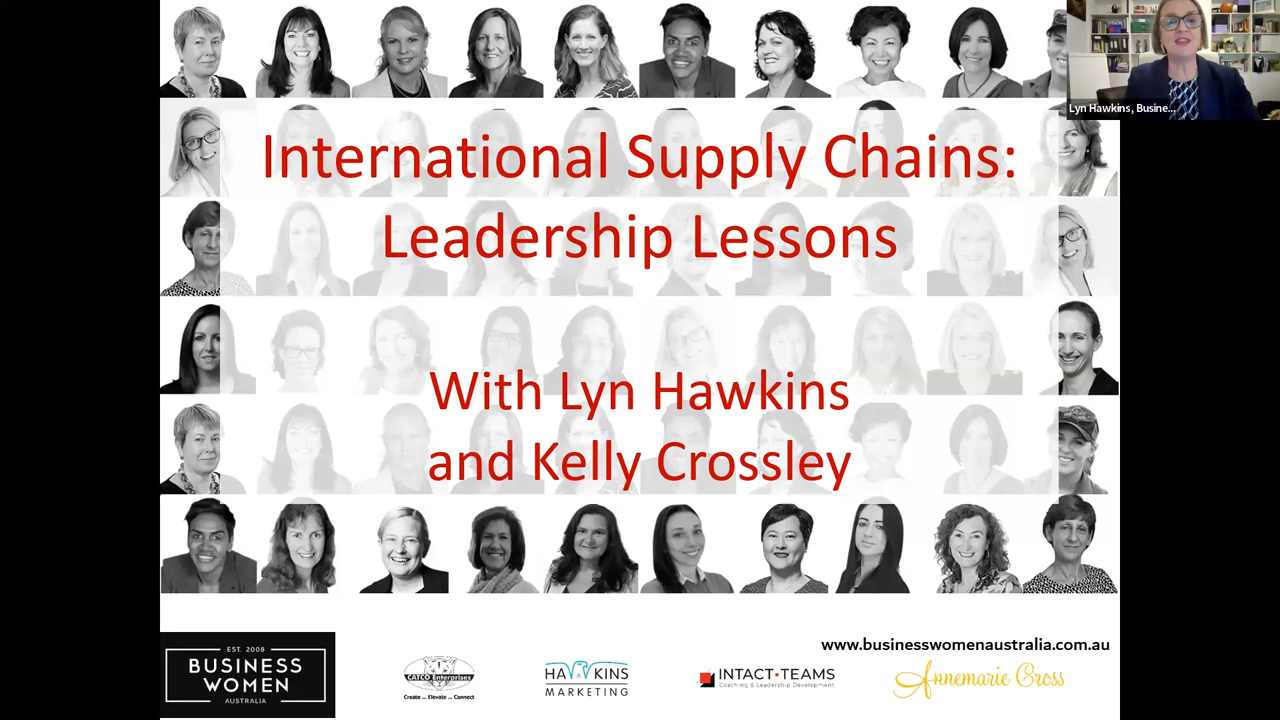 Lyn Hawkins, Busine...
International Supply Chains:
Leadership Lessons
With Lyn Hawkins
and Kelly Crossley
www.businesswomenaustralia.com.au
EST. 2008
BUSINESS
WOMEN
AUSTRALIA
CATCO Enterprises
Create ... Elevate ... Connect
HAWKINS
MARKETING
INTACT•TEAMS
Coaching & Leadership Development
Annemarie Cross